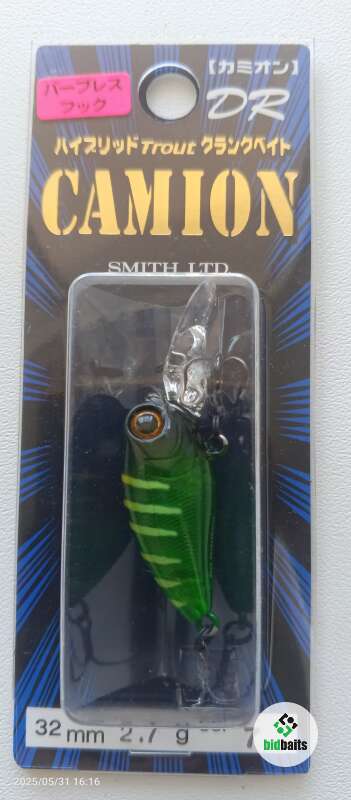 バーブレス
フック
【カミオン】
DR
ハイブリッドTroutクランクベイト
CAMION
SMITH LTD.
32mm 2.7g
bidbaits
2025/05/31 16:16